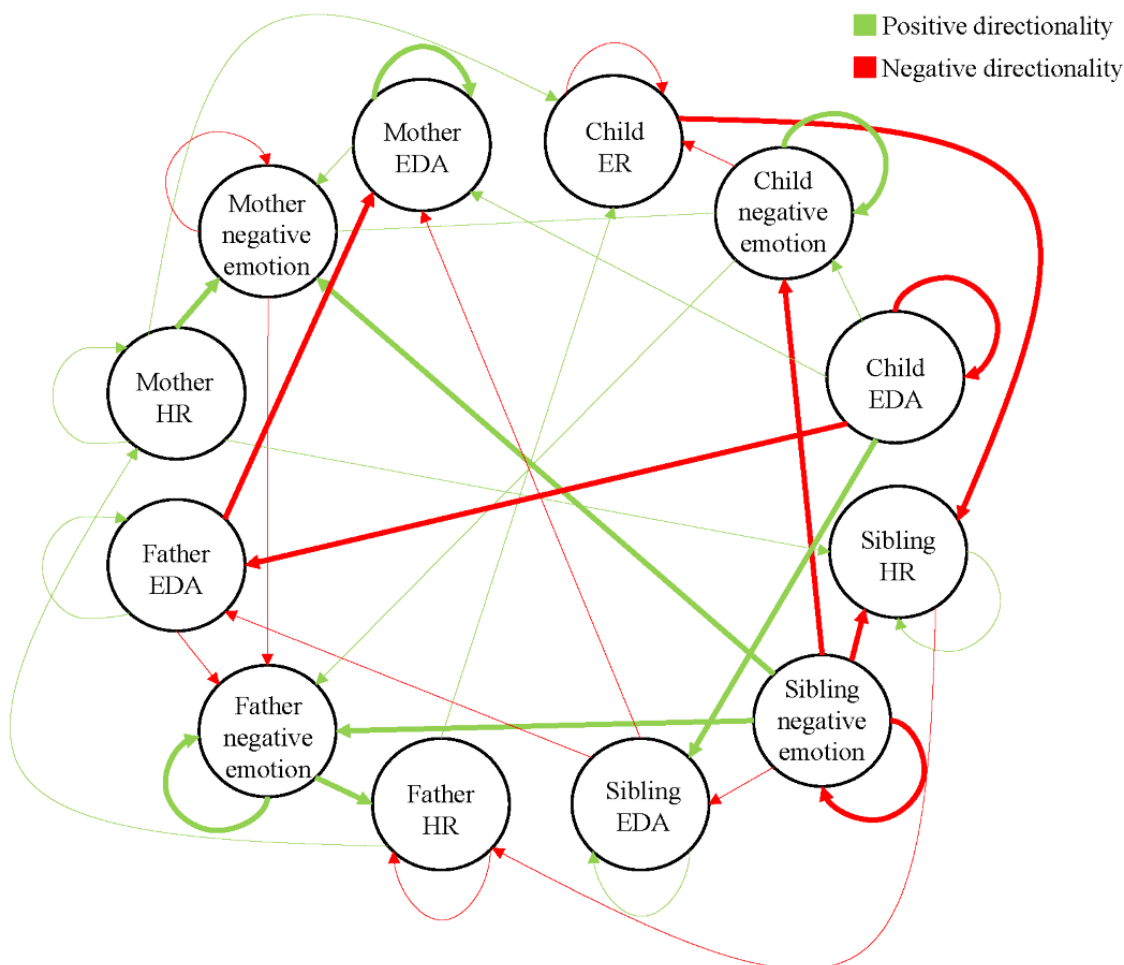 Positive directionality
Negative directionality
Mother
EDA
Child
ER
Child
negative
emotion
Mother
negative
emotion
Child
EDA
Mother
HR
Sibling
HR
Father
EDA
Sibling
negative
emotion
Father
negative
emotion
Father
HR
Sibling
EDA